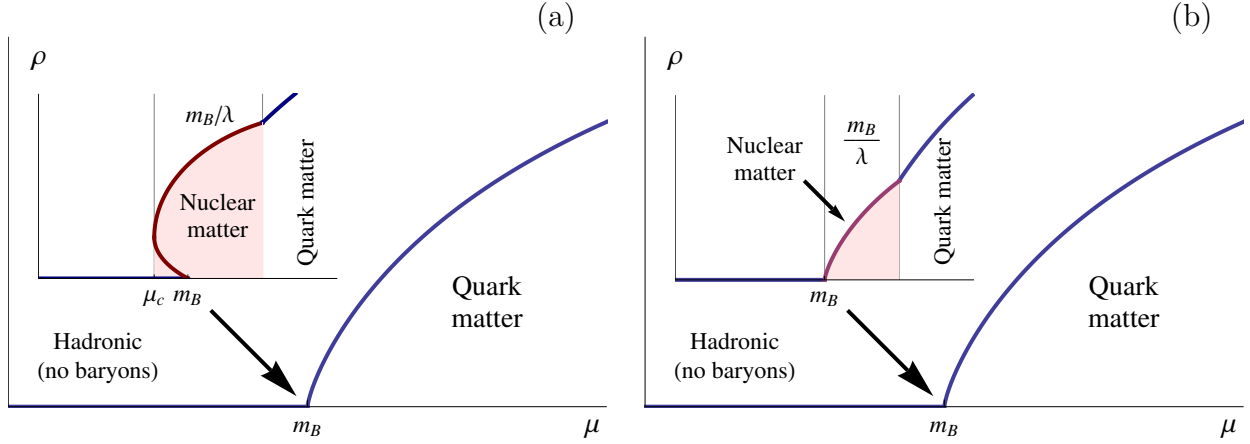 (a)
ρ
m_B/λ
Nuclear
matter
Quark matter
μ_c m_B
Quark
matter
Hadronic
(no baryons)
m_B
μ
(b)
ρ
m_B
λ
Nuclear
matter
Quark matter
m_B
Quark
matter
Hadronic
(no baryons)
m_B
μ